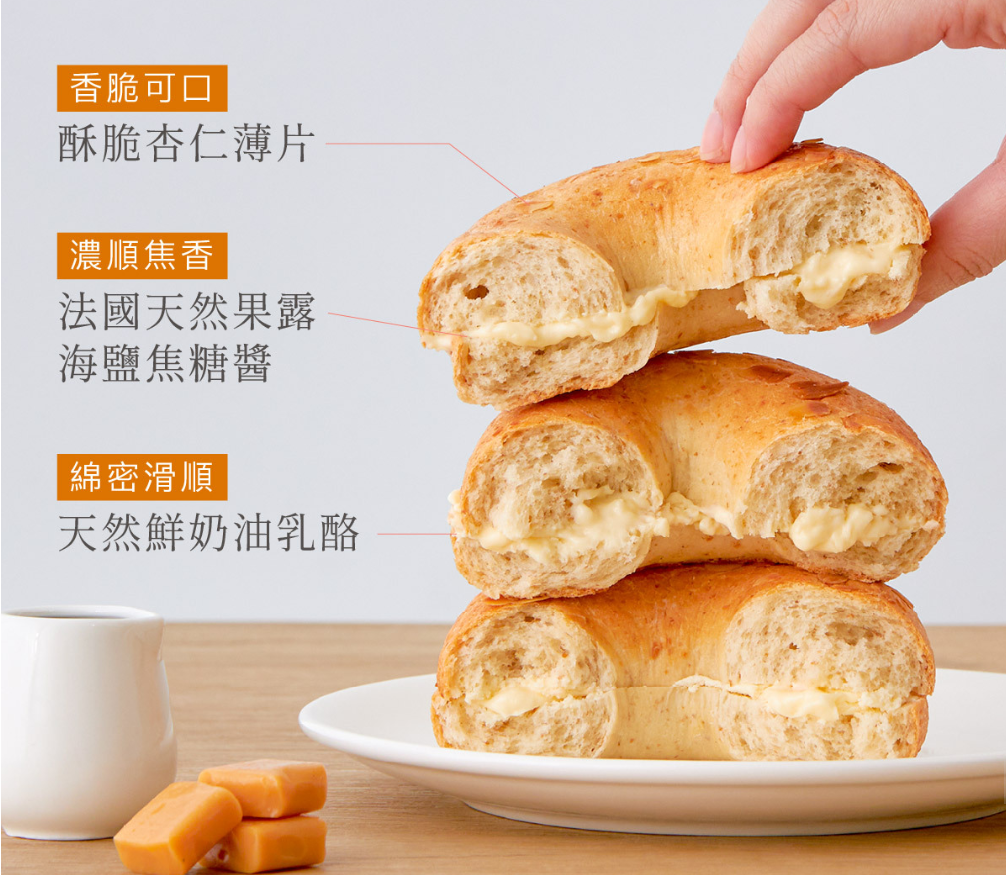 香脆可口
酥脆杏仁薄片
濃順焦香
法國天然果露
海鹽焦糖醬
綿密滑順
天然鮮奶油乳酪